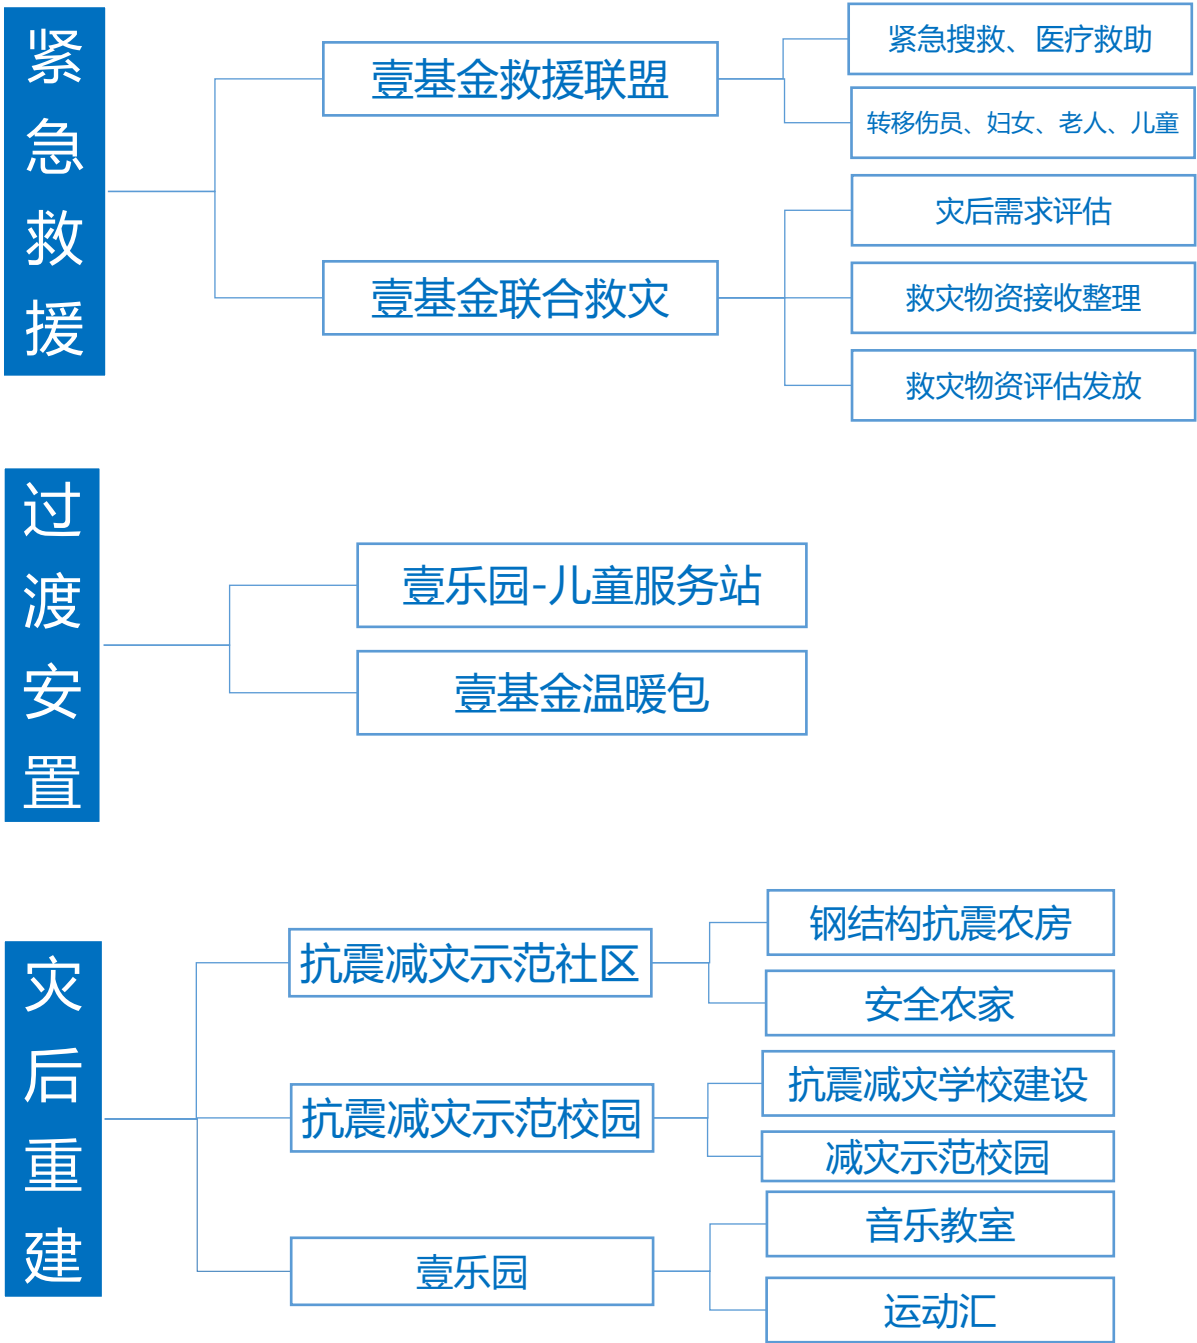 紧急救援
壹基金救援联盟
紧急搜救、医疗救助
转移伤员、妇女、老人、儿童
壹基金联合救灾
灾后需求评估
救灾物资接收整理
救灾物资评估发放
过渡安置
壹乐园-儿童服务站
壹基金温暖包
灾后重建
抗震减灾示范社区
钢结构抗震农房
安全农家
抗震减灾示范校园
抗震减灾学校建设
减灾示范校园
壹乐园
音乐教室
运动汇